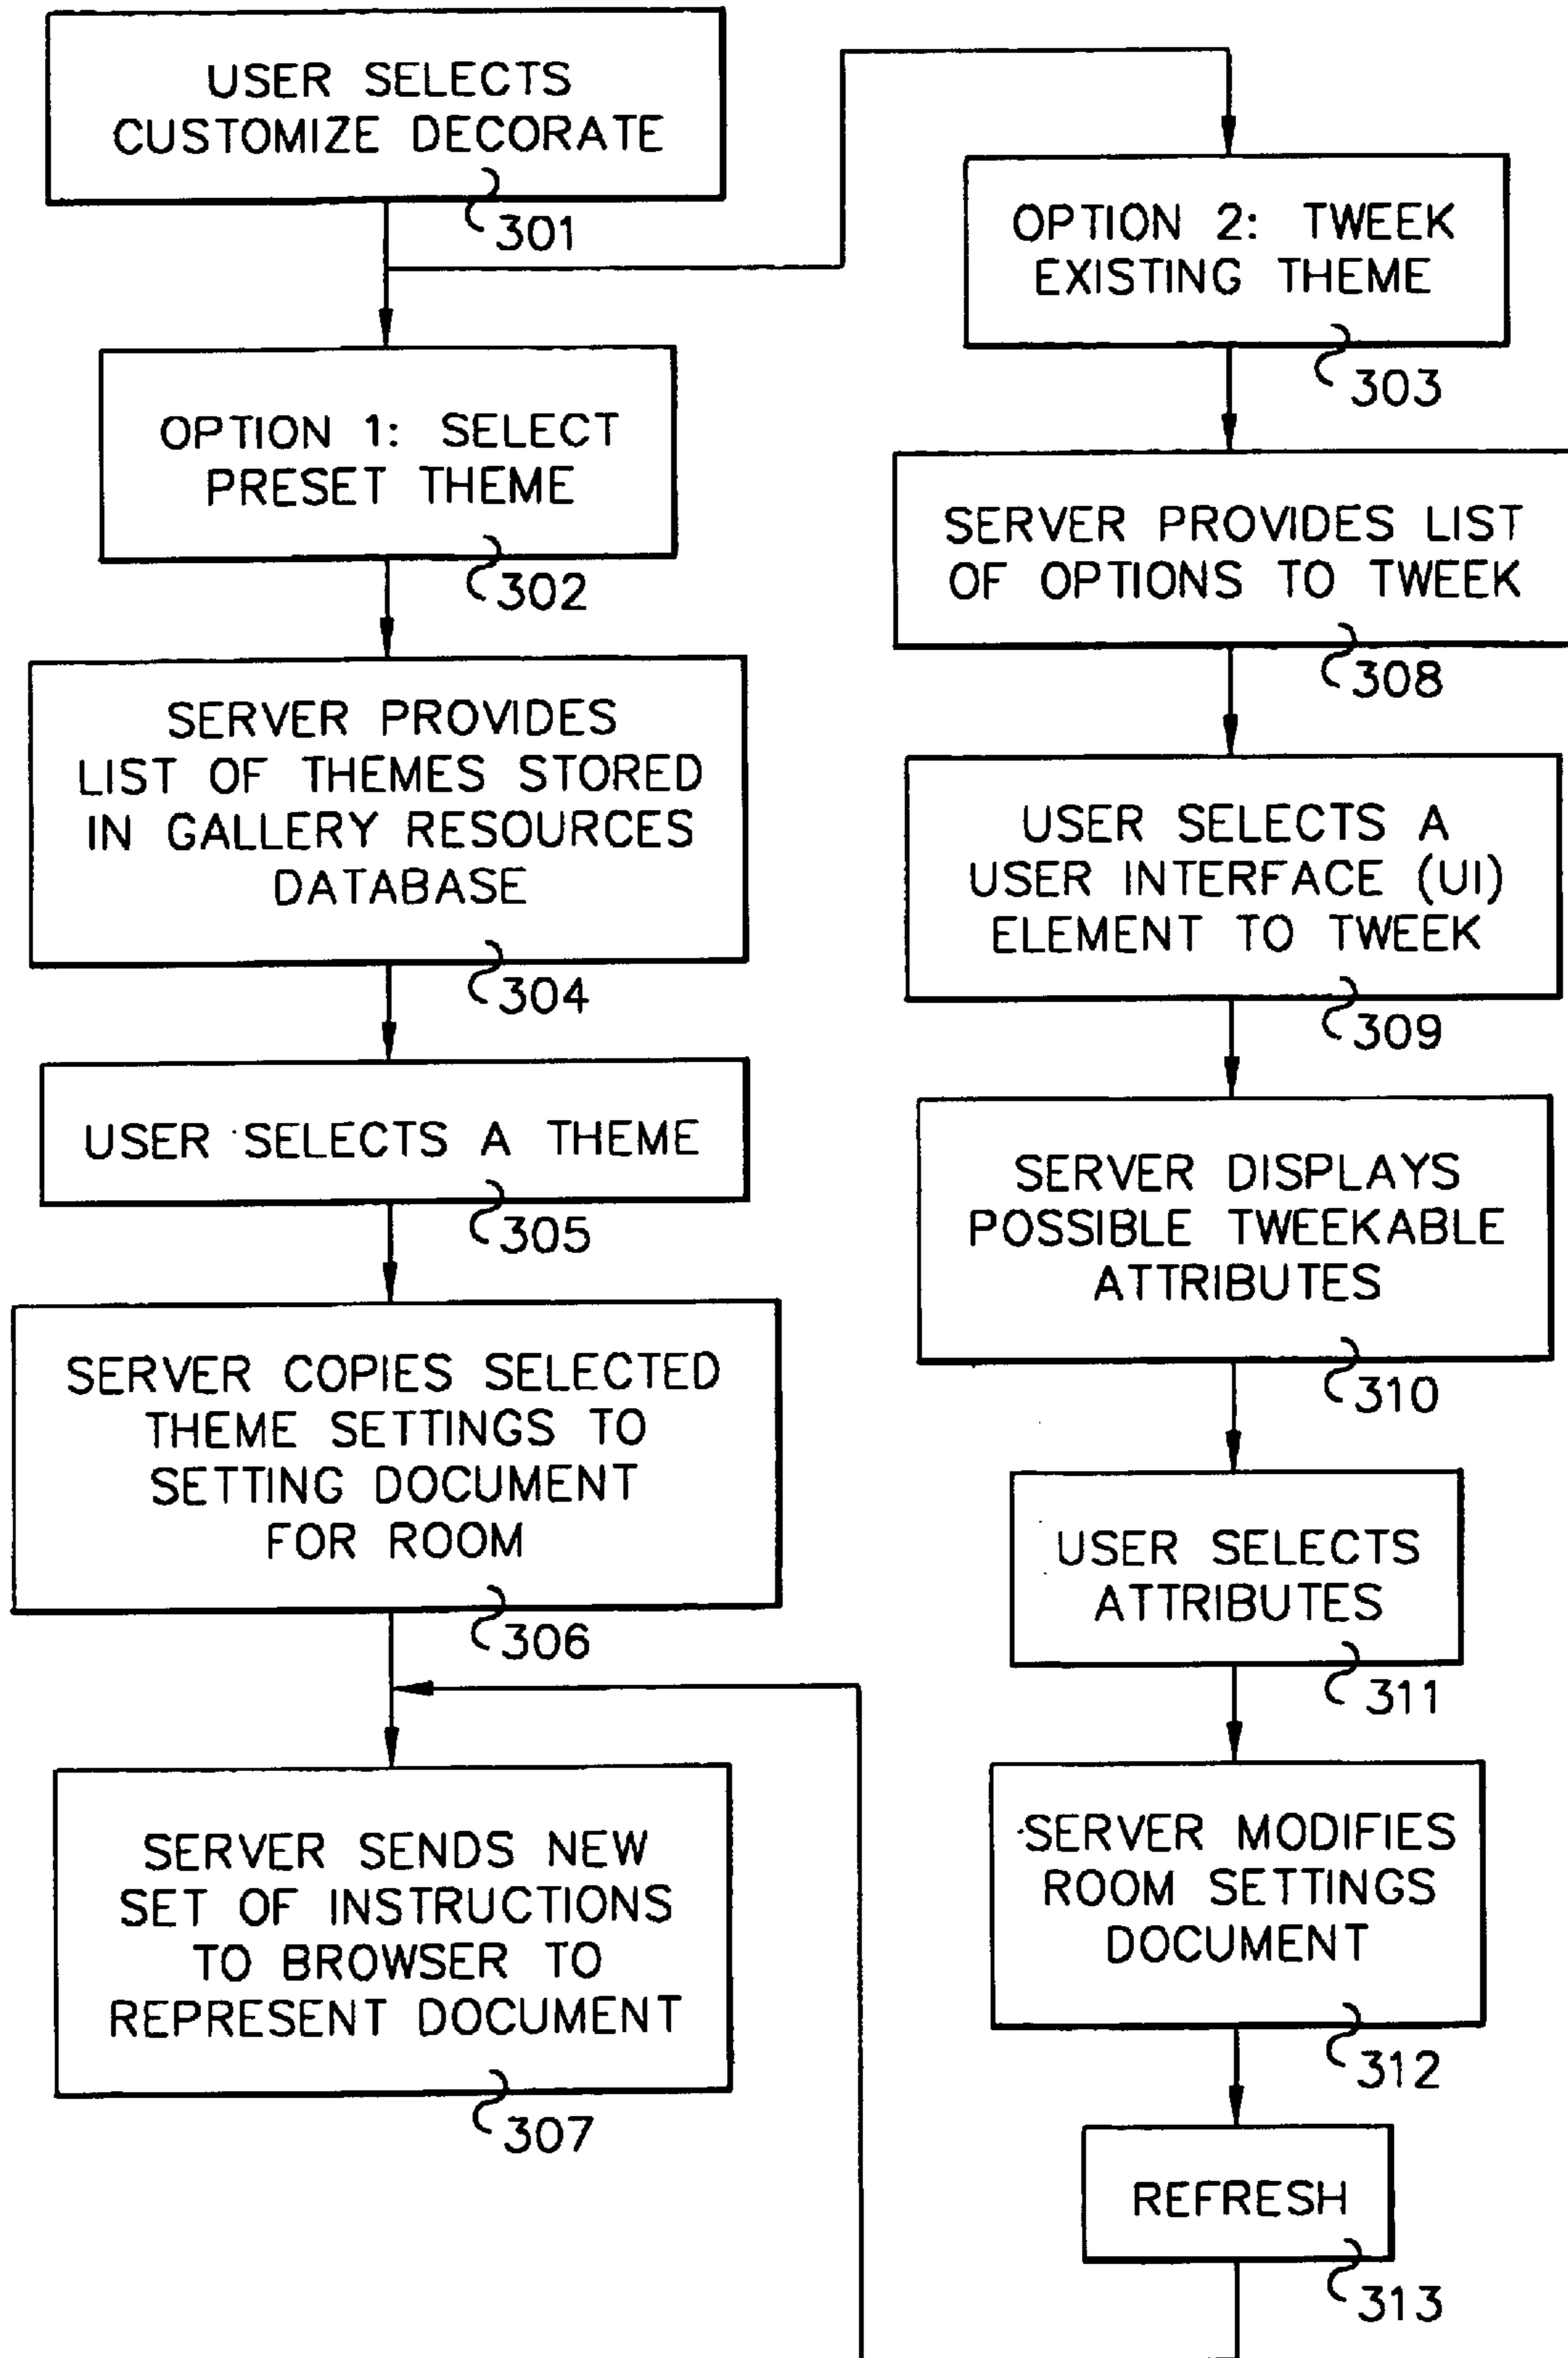 USER SELECTS
CUSTOMIZE DECORATE
301
OPTION 1: SELECT
PRESET THEME
302
SERVER PROVIDES
LIST OF THEMES STORED
IN GALLERY RESOURCES
DATABASE
304
USER SELECTS A THEME
305
SERVER COPIES SELECTED
THEME SETTINGS TO
SETTING DOCUMENT
FOR ROOM
306
SERVER SENDS NEW
SET OF INSTRUCTIONS
TO BROWSER TO
REPRESENT DOCUMENT
307
OPTION 2: TWEEK
EXISTING THEME
303
SERVER PROVIDES LIST
OF OPTIONS TO TWEEK
308
USER SELECTS A
USER INTERFACE (UI)
ELEMENT TO TWEEK
309
SERVER DISPLAYS
POSSIBLE TWEEKABLE
ATTRIBUTES
310
USER SELECTS
ATTRIBUTES
311
SERVER MODIFIES
ROOM SETTINGS
DOCUMENT
312
REFRESH
313